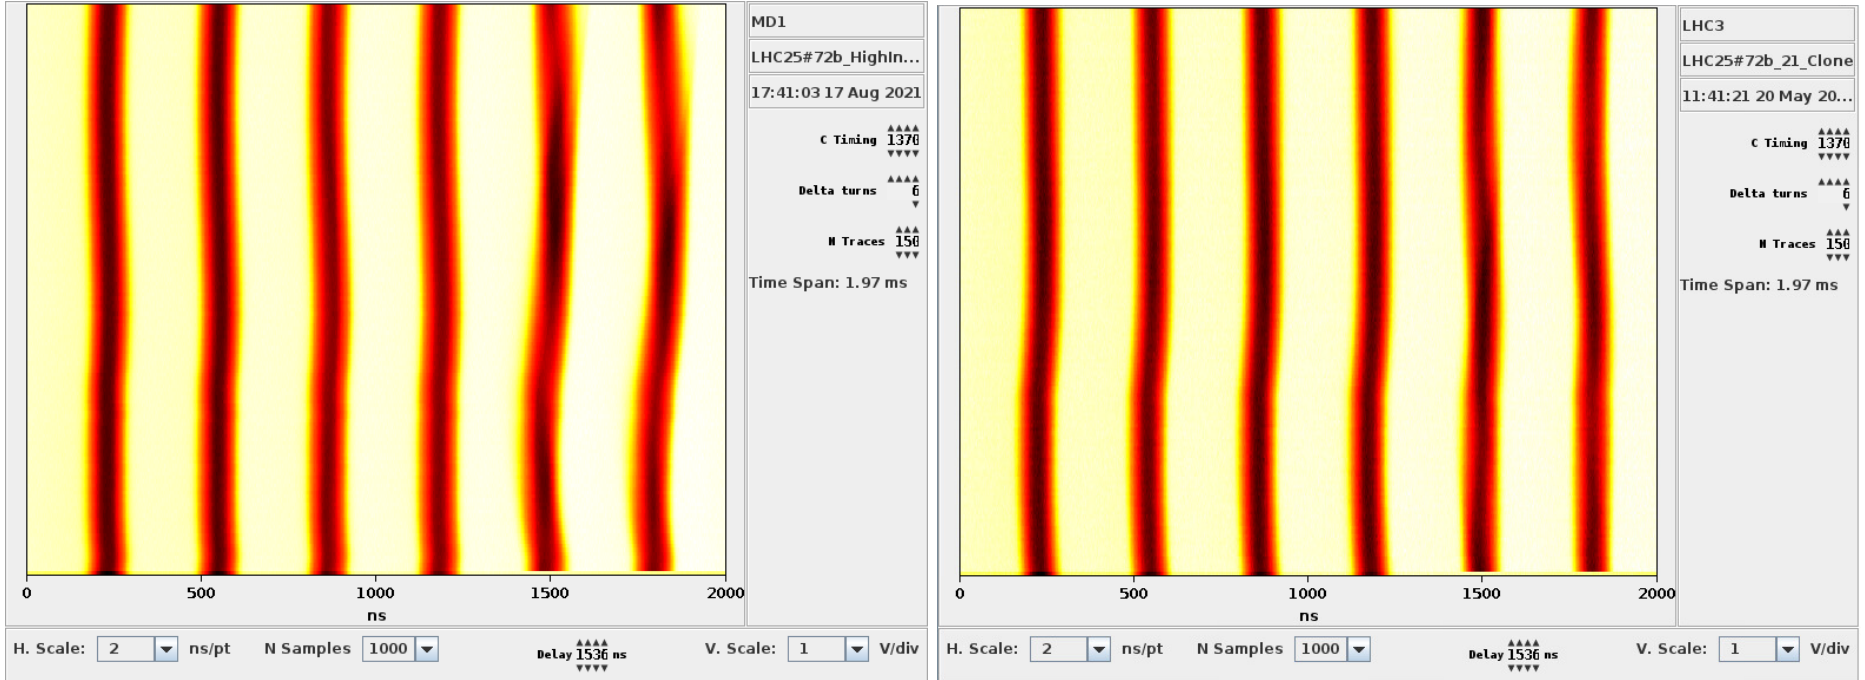 MD1
LHC25#72b_HighIn...
17:41:03 17 Aug 2021
C Timing 1370
Delta turns 6
N Traces 150
Time Span: 1.97 ms
0 500 1000 1500 2000
ns
H. Scale: 2 ns/pt N Samples 1000 Delay 1536 ns V. Scale: 1 V/div
LHC3
LHC25#72b_21_Clone
11:41:21 20 May 20...
C Timing 1370
Delta turns 6
N Traces 150
Time Span: 1.97 ms
0 500 1000 1500 2000
ns
H. Scale: 2 ns/pt N Samples 1000 Delay 1536 ns V. Scale: 1 V/div